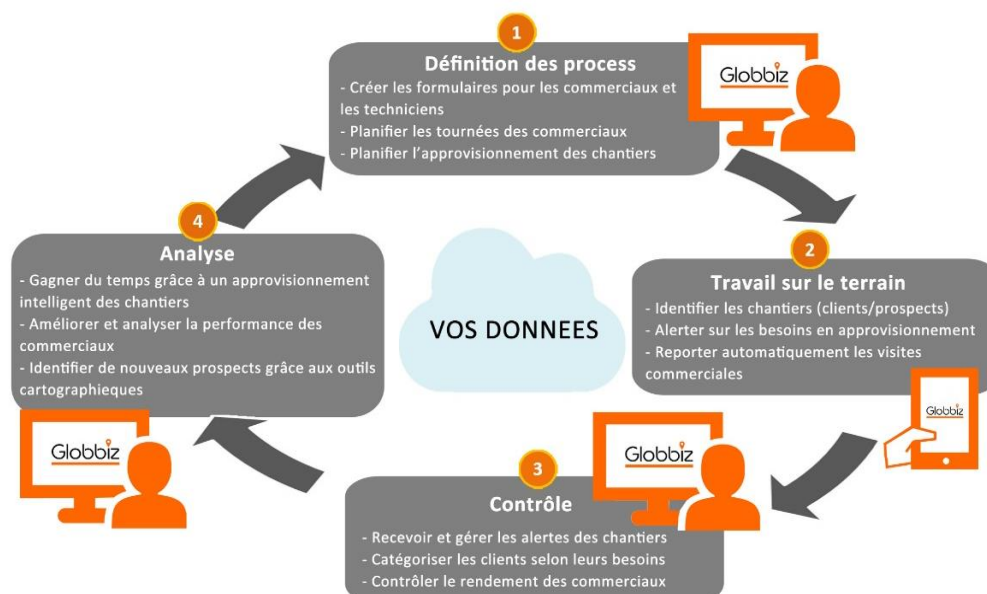 1
Définition des process
- Créer les formulaires pour les commerciaux et
les techniciens
- Planifier les tournées des commerciaux
- Planifier l’approvisionnement des chantiers
Globbiz
2
Travail sur le terrain
- Identifier les chantiers (clients/prospects)
- Alerter sur les besoins en approvisionnement
- Reporter automatiquement les visites
commerciales
Globbiz
3
Contrôle
- Recevoir et gérer les alertes des chantiers
- Catégoriser les clients selon leurs besoins
- Contrôler le rendement des commerciaux
Globbiz
4
Analyse
- Gagner du temps grâce à un approvisionnement
intelligent des chantiers
- Améliorer et analyser la performance des
commerciaux
- Identifier de nouveaux prospects grâce aux outils
cartographieques
Globbiz
VOS DONNEES